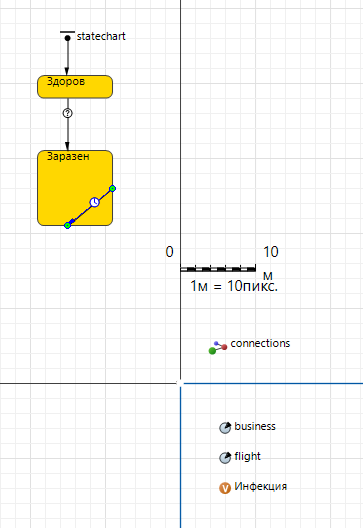 statechart
Здоров
?
Заразен
0 10
м
1м = 10пикс.
connections
business
flight
V Инфекция